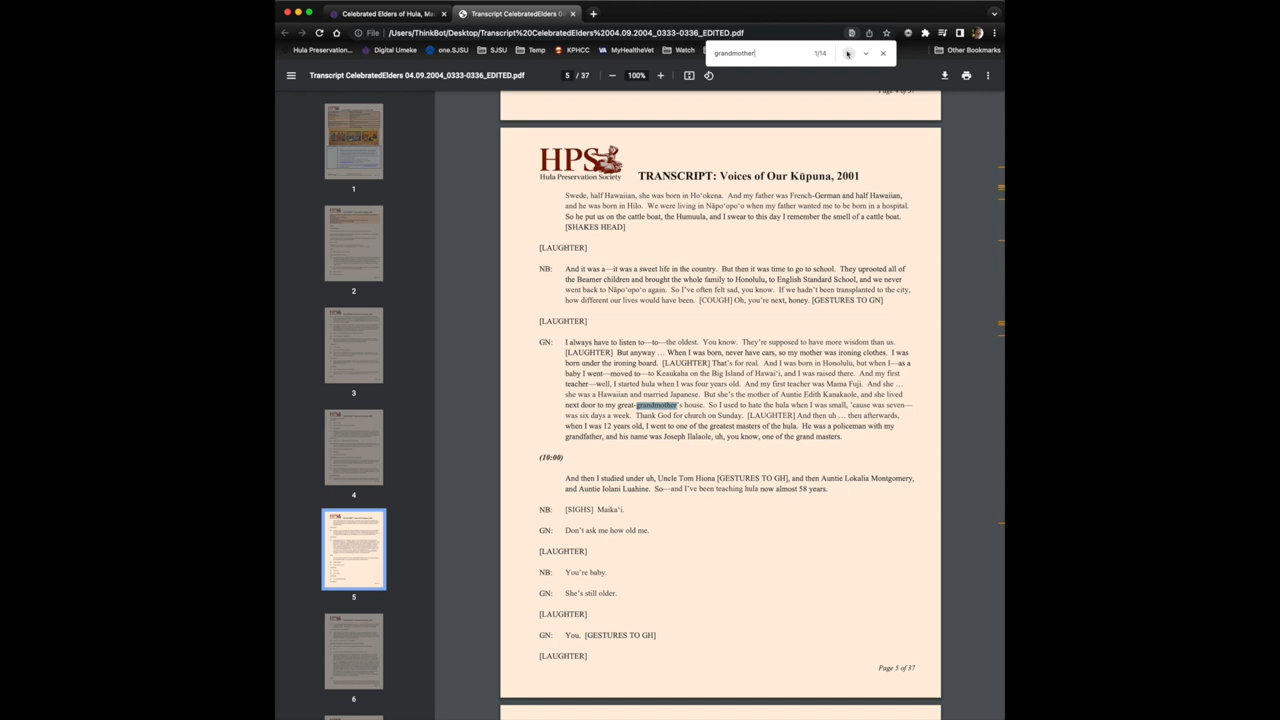 Celebrated Elders of Hula, Ma
Transcript CelebratedElders 04
File
/Users/ThinkBot/Desktop/Transcript%20CelebratedElders%2004.09.2004_0333-0336_EDITED.pdf
Hula Preservation...
Digital Umeke
one.SJSU
SJSU
Temp
KPHCC
VA MyHealtheVet
Watch
Other Bookmarks
grandmother
1/14
Transcript CelebratedElders 04.09.2004_0333-0336_EDITED.pdf
5 / 37
100%
Page 4 of 37
HPS
Hula Preservation Society
TRANSCRIPT: Voices of Our Kūpuna, 2001
Swede, half Hawaiian, she was born in Ho‘okena. And my father was French-German and half Hawaiian,
and he was born in Hilo. We were living in Nāpo‘opo‘o when my father wanted me to be born in a hospital.
So he put us on the cattle boat, the Humuula, and I swear to this day I remember the smell of a cattle boat.
[SHAKES HEAD]
[LAUGHTER]
NB: And it was a—it was a sweet life in the country. But then it was time to go to school. They uprooted all of
the Beamer children and brought the whole family to Honolulu, to English Standard School, and we never
went back to Nāpo‘opo‘o again. So I’ve often felt sad, you know. If we hadn’t been transplanted to the city,
how different our lives would have been. [COUGH] Oh, you’re next, honey. [GESTURES TO GN]
[LAUGHTER]
GN: I always have to listen to—to—the oldest. You know. They’re supposed to have more wisdom than us.
[LAUGHTER] But anyway … When I was born, never have cars, so my mother was ironing clothes. I was
born under the ironing board. [LAUGHTER] That’s for real. And I was born in Honolulu, but when I—as a
baby I went—moved to—to Keaukaha on the Big Island of Hawai‘i, and I was raised there. And my first
teacher—well, I started hula when I was four years old. And my first teacher was Mama Fuji. And she …
she was a Hawaiian and married Japanese. But she’s the mother of Auntie Edith Kanakaole, and she lived
next door to my great-grandmother’s house. So I used to hate the hula when I was small, ’cause was seven—
was six days a week. Thank God for church on Sunday. [LAUGHTER] And then uh … then afterwards,
when I was 12 years old, I went to one of the greatest masters of the hula. He was a policeman with my
grandfather, and his name was Joseph Ilalaole, uh, you know, one of the grand masters.
(10:00)
And then I studied under uh, Uncle Tom Hiona [GESTURES TO GH], and then Auntie Lokalia Montgomery,
and Auntie Iolani Luahine. So—and I’ve been teaching hula now almost 58 years.
NB: [SIGHS] Maika‘i.
GN: Don’t ask me how old me.
[LAUGHTER]
NB: You’re baby.
GN: She’s still older.
[LAUGHTER]
GN: You. [GESTURES TO GH]
[LAUGHTER]
Page 5 of 37
1
2
3
4
5
6